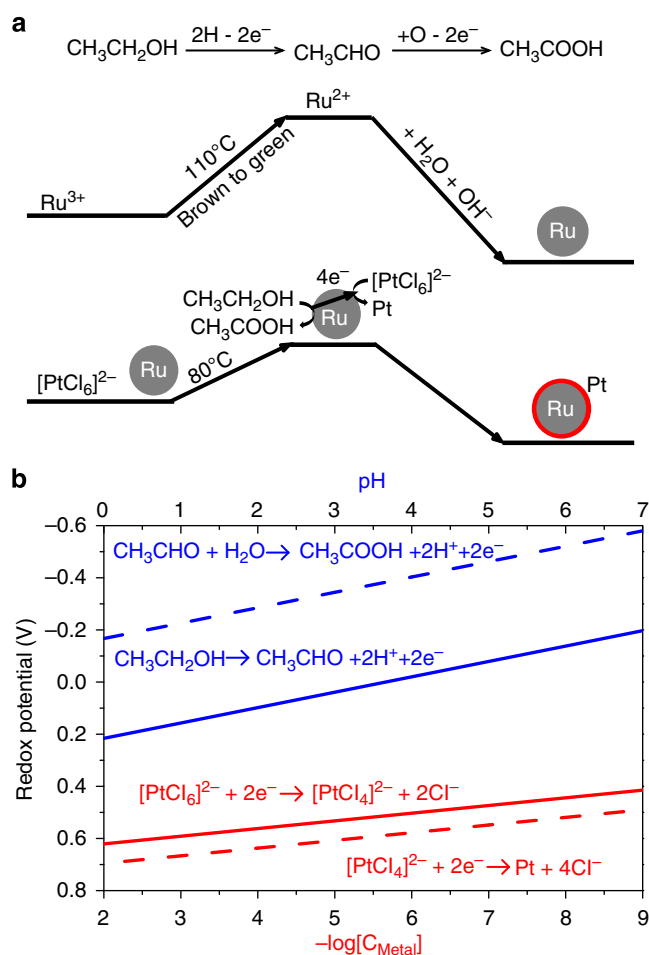 a
CH₃CH₂OH 2H - 2e⁻ CH₃CHO +O - 2e⁻ CH₃COOH
Ru²⁺
110°C
Brown to green
+ H₂O + OH⁻
Ru³⁺
Ru
4e⁻ [PtCl₆]²⁻
CH₃CH₂OH
Pt
Ru
CH₃COOH
[PtCl₆]²⁻
Ru
80°C
Pt
Ru
b
pH
0 1 2 3 4 5 6 7
–0.6
–0.4
–0.2
0.0
0.2
0.4
0.6
0.8
Redox potential (V)
CH₃CHO + H₂O → CH₃COOH +2H⁺+2e⁻
CH₃CH₂OH → CH₃CHO +2H⁺+2e⁻
[PtCl₆]²⁻ + 2e⁻ → [PtCl₄]²⁻ + 2Cl⁻
[PtCl₄]²⁻ + 2e⁻ → Pt + 4Cl⁻
2 3 4 5 6 7 8 9
–log[C_Metal]